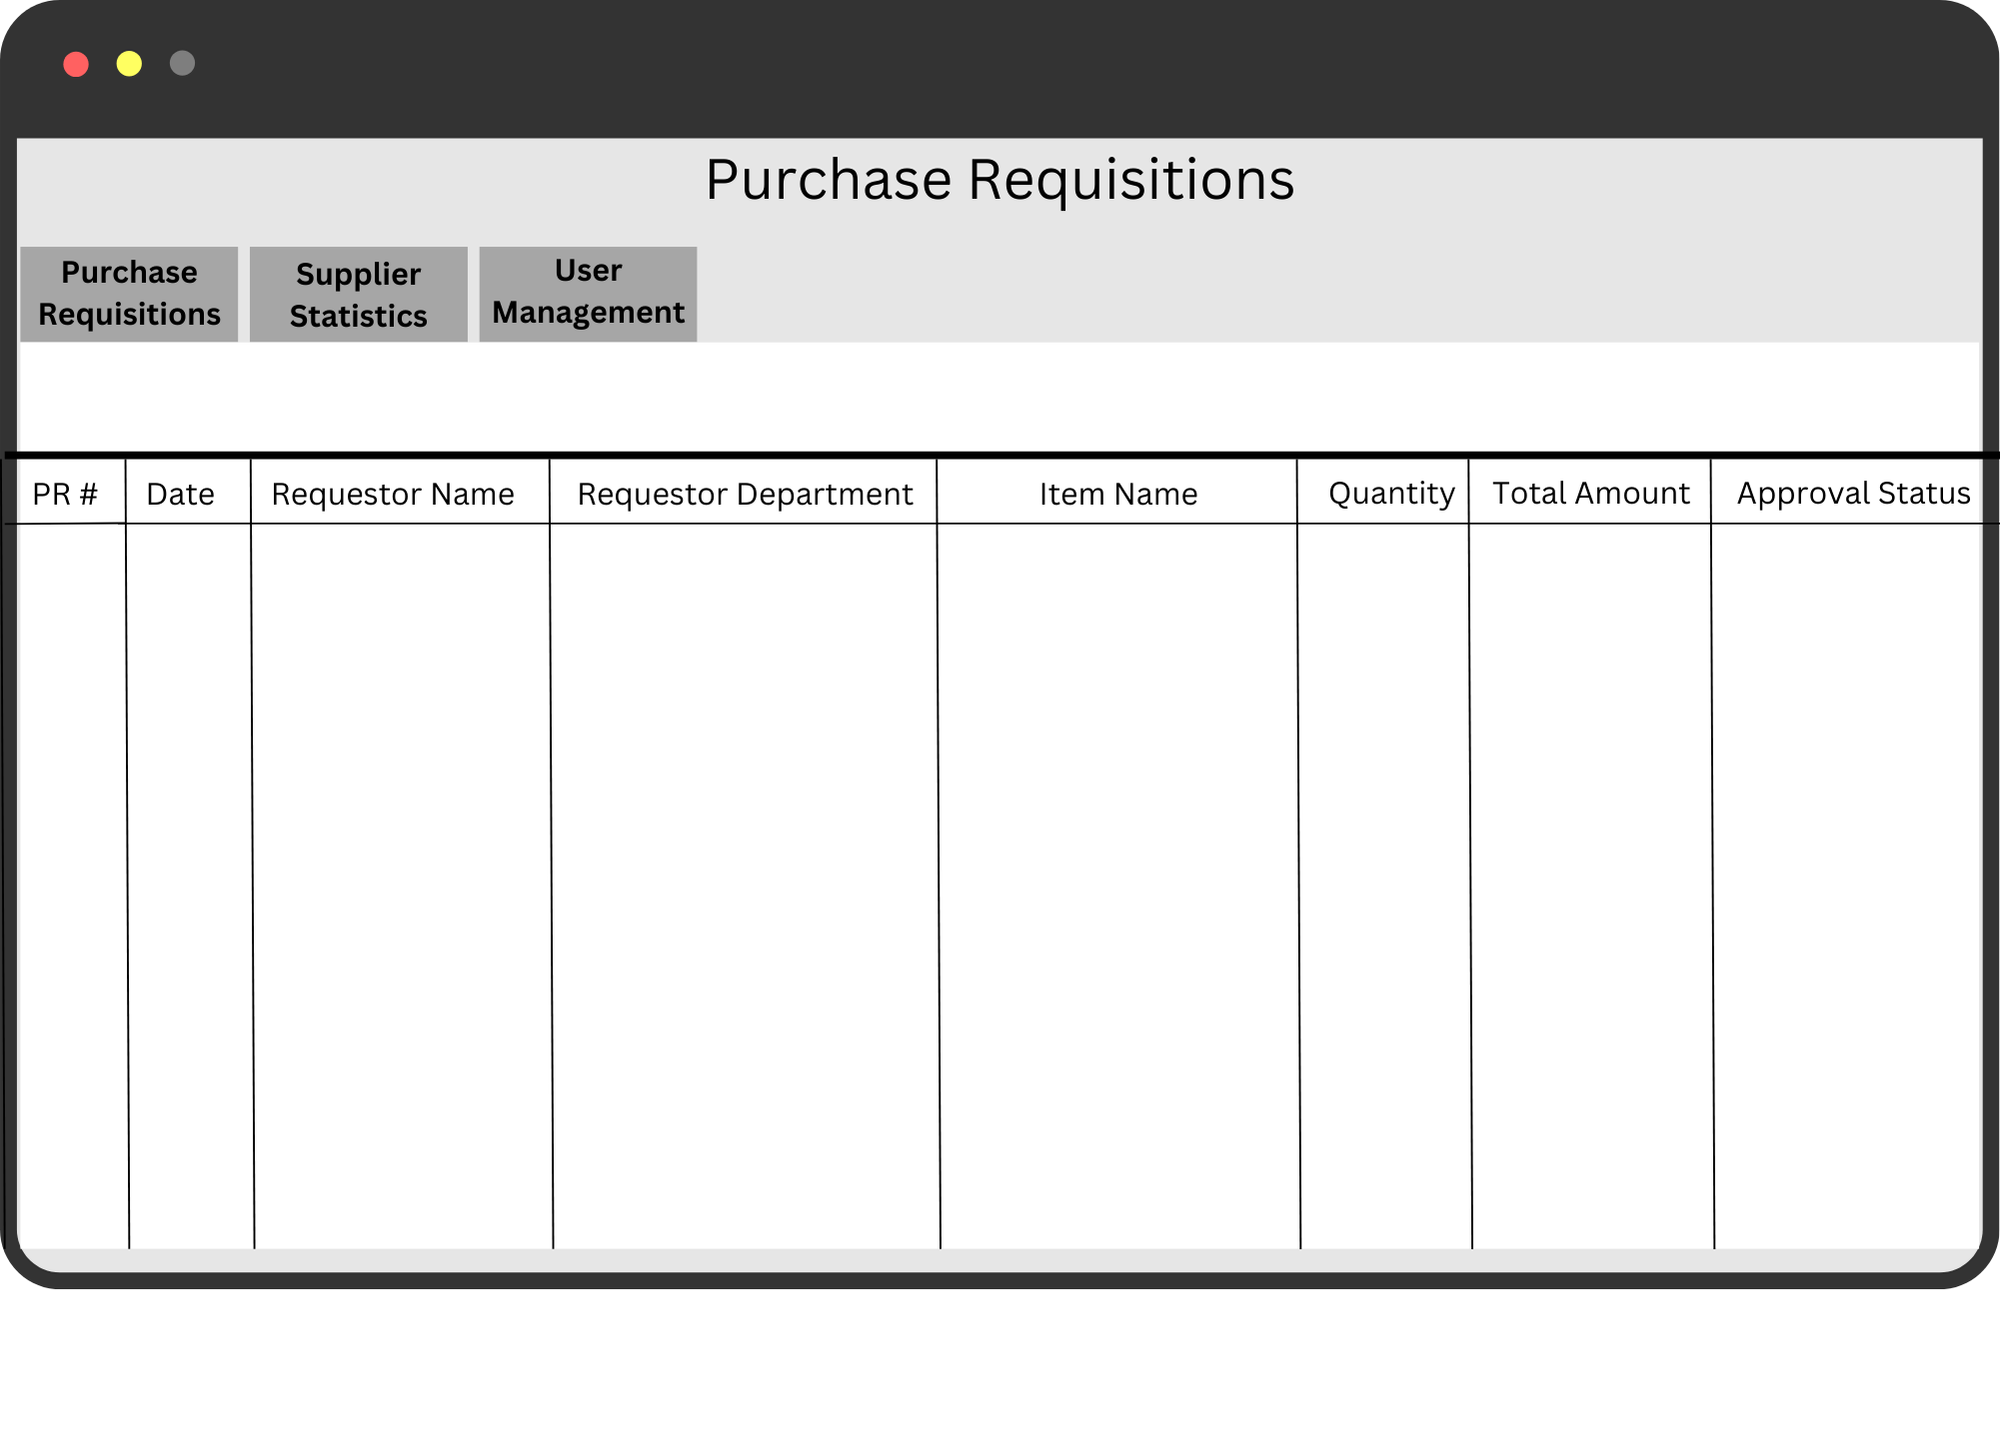 Purchase Requisitions
Purchase
Requisitions
Supplier
Statistics
User
Management
PR #
Date
Requestor Name
Requestor Department
Item Name
Quantity
Total Amount
Approval Status